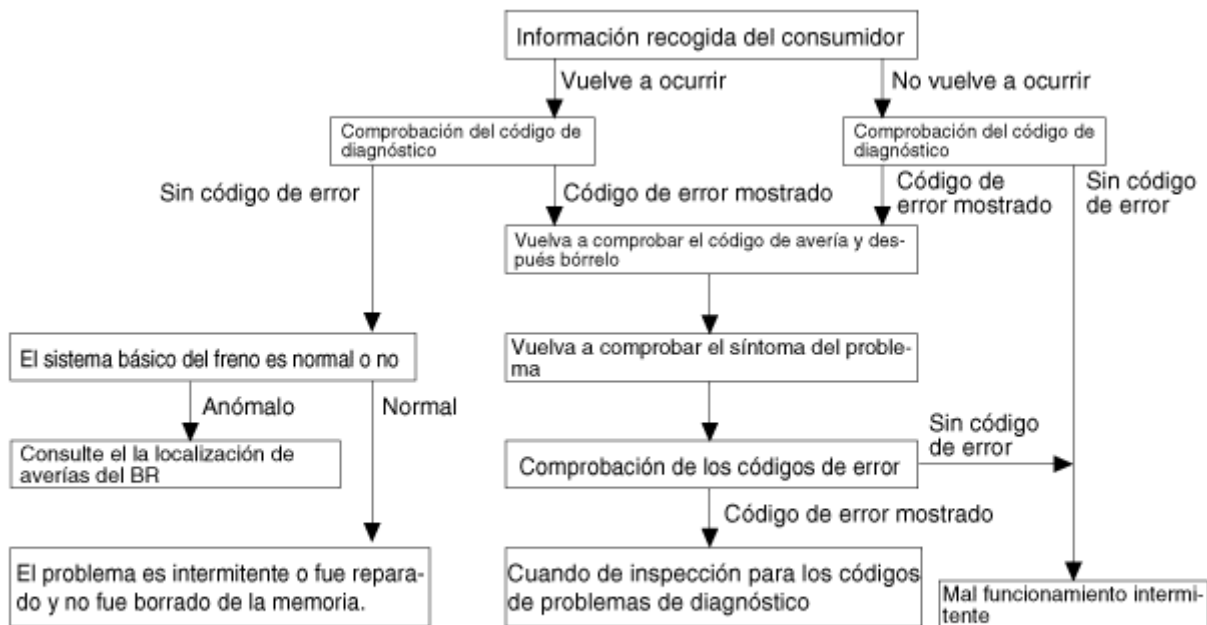 Información recogida del consumidor
Vuelve a ocurrir
No vuelve a ocurrir
Comprobación del código de
diagnóstico
Comprobación del código de
diagnóstico
Sin código de error
Código de error mostrado
Código de
error mostrado
Sin código
de error
Vuelva a comprobar el código de avería y des-
pués bórrelo
El sistema básico del freno es normal o no
Vuelva a comprobar el síntoma del proble-
ma
Anómalo
Normal
Consulte el la localización de
averías del BR
Comprobación de los códigos de error
Sin código
de error
Código de error mostrado
El problema es intermitente o fue repara-
do y no fue borrado de la memoria.
Cuando de inspección para los códigos
de problemas de diagnóstico
Mal funcionamiento intermi-
tente